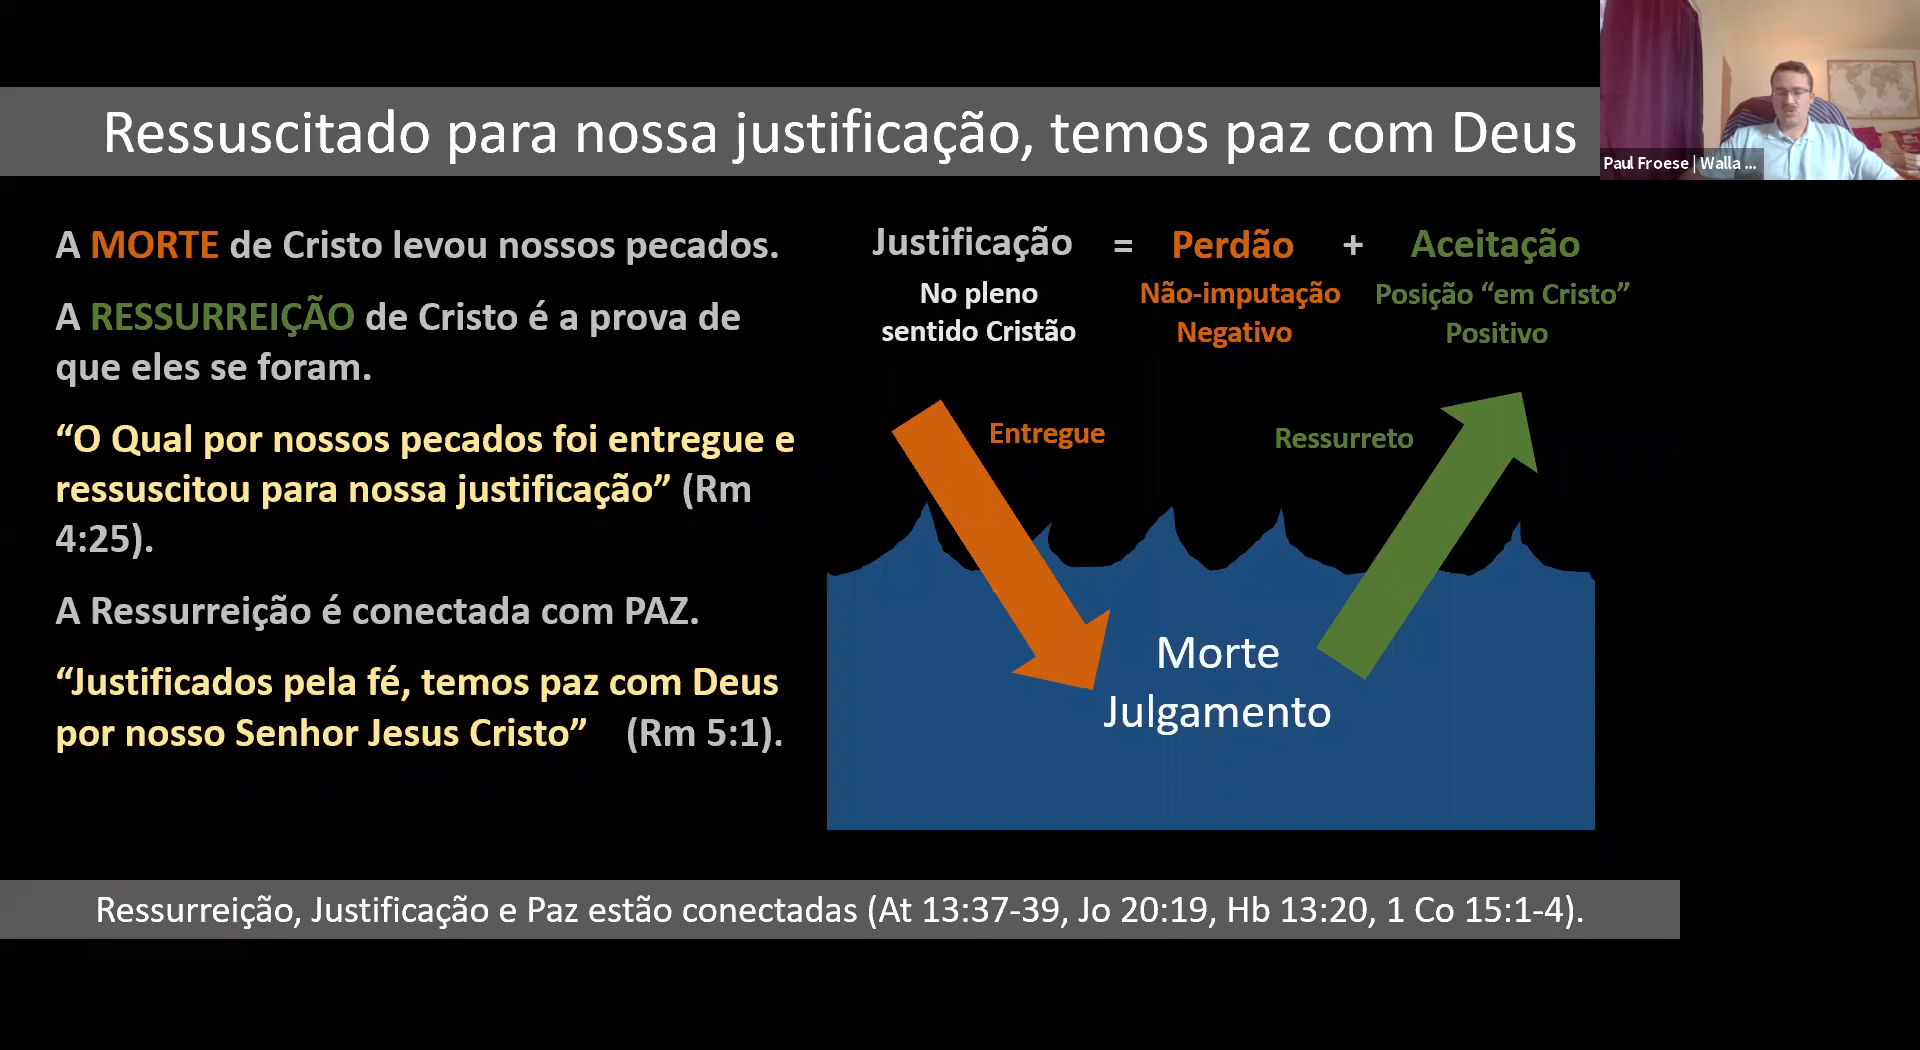 Ressuscitado para nossa justificação, temos paz com Deus
Paul Froese | Walla ...
A MORTE de Cristo levou nossos pecados.
A RESSURREIÇÃO de Cristo é a prova de
que eles se foram.
“O Qual por nossos pecados foi entregue e
ressuscitou para nossa justificação” (Rm
4:25).
A Ressurreição é conectada com PAZ.
“Justificados pela fé, temos paz com Deus
por nosso Senhor Jesus Cristo” (Rm 5:1).
Justificação = Perdão + Aceitação
No pleno
sentido Cristão
Não-imputação
Negativo
Posição “em Cristo”
Positivo
Entregue
Ressurreto
Morte
Julgamento
Ressurreição, Justificação e Paz estão conectadas (At 13:37-39, Jo 20:19, Hb 13:20, 1 Co 15:1-4).